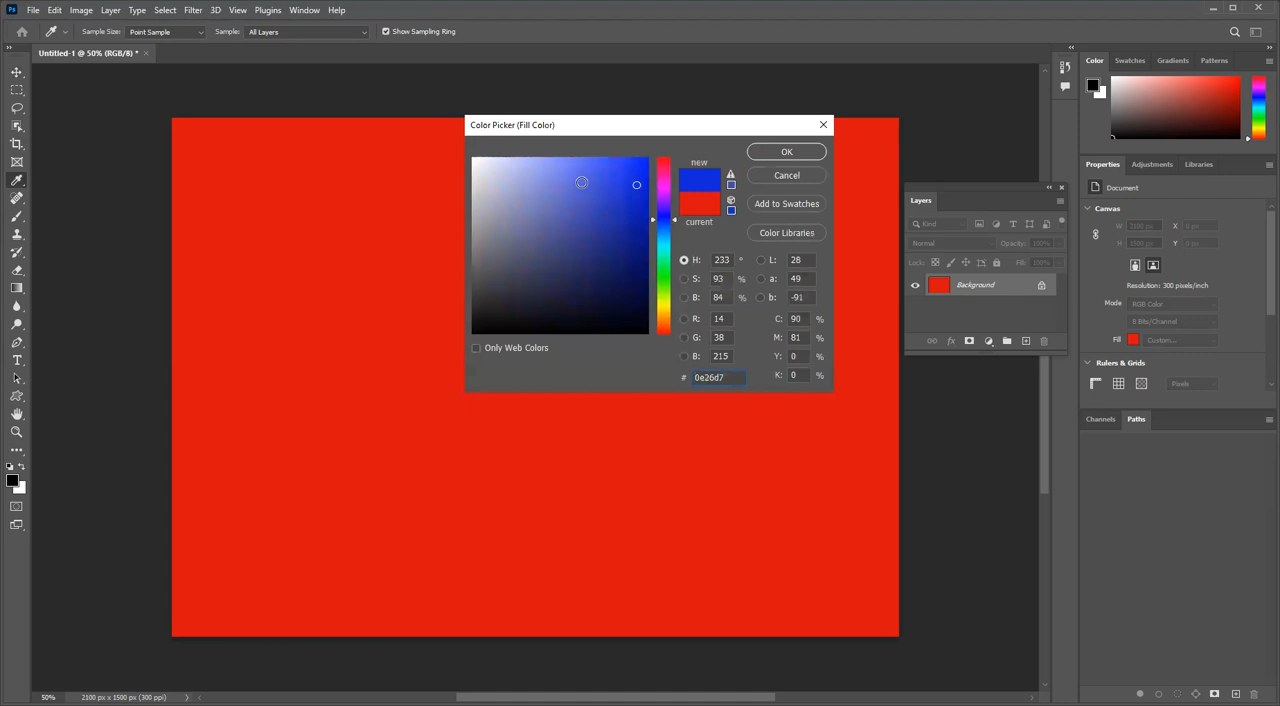 Ps File Edit Image Layer Type Select Filter 3D View Plugins Window Help
Sample Size: Point Sample Sample: All Layers Show Sampling Ring
Untitled-1 @ 50% (RGB/8) *
Color Swatches Gradients Patterns
Color Picker (Fill Color)
new
current
OK
Cancel
Add to Swatches
Color Libraries
H: 233 °
S: 93 %
B: 84 %
R: 14
G: 38
B: 215
# 0e26d7
L: 28
a: 49
b: -91
C: 90 %
M: 81 %
Y: 0 %
K: 0 %
Only Web Colors
Layers
Kind
Normal Opacity: 100%
Lock: Fill: 100%
Background
Properties Adjustments Libraries
Document
Canvas
W 2100 px X 0 px
H 1500 px Y 0 px
Resolution: 300 pixels/inch
Mode RGB Color
8 Bits/Channel
Fill Custom...
Rulers & Grids
Pixels
Channels Paths
50% 2100 px x 1500 px (300 ppi)